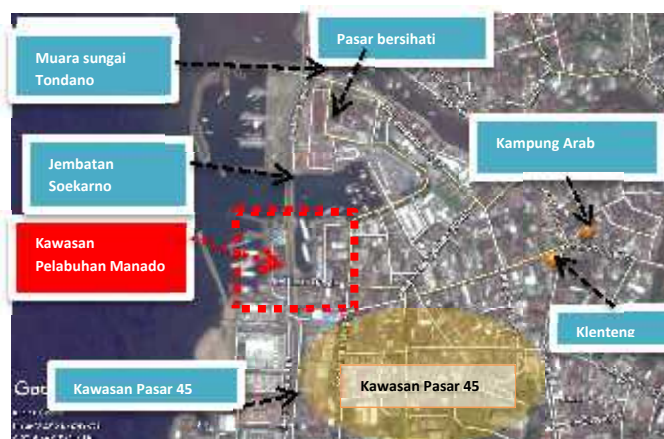 Muara sungai
Tondano
Pasar bersihati
Jembatan
Soekarno
Kampung Arab
Kawasan
Pelabuhan Manado
Klenteng
Kawasan Pasar 45
Kawasan Pasar 45